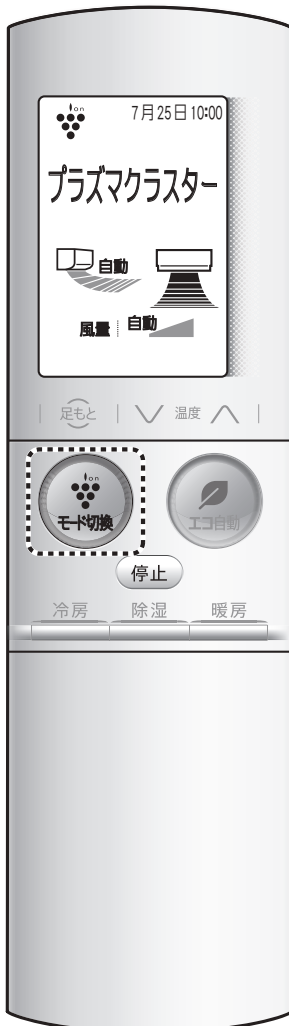 ion
7月25日 10:00
プラズマクラスター
自動
風量 自動
足もと 温度
ion
モード切換 エコ自動
停止
冷房 除湿 暖房